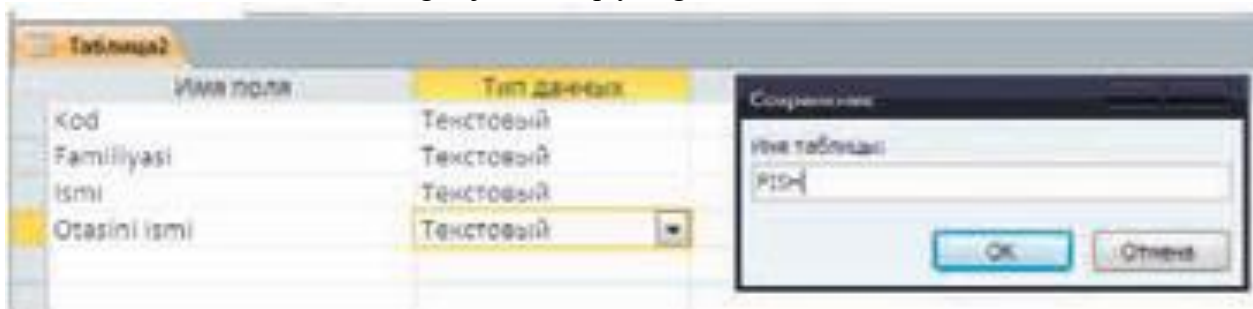 Таблица2
Имя поля Тип данных
Kod Текстовый
Familiyasi Текстовый
Ismi Текстовый
Otasini ismi Текстовый
Сохранение
Имя таблицы:
FISH
OK Отмена